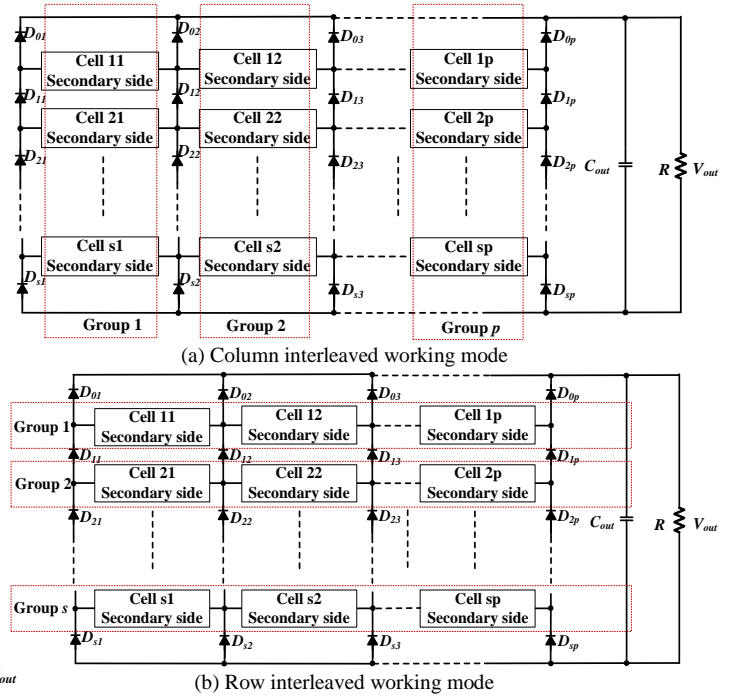 D01 D02 D03 D0p
Cell 11 Secondary side
Cell 12 Secondary side
Cell 1p Secondary side
D11 D12 D13 D1p
Cell 21 Secondary side
Cell 22 Secondary side
Cell 2p Secondary side
D21 D22 D23 D2p
Cout R Vout
Cell s1 Secondary side
Cell s2 Secondary side
Cell sp Secondary side
Ds1 Ds2 Ds3 Dsp
Group 1 Group 2 Group p
(a) Column interleaved working mode
D01 D02 D03 D0p
Group 1
Cell 11 Secondary side
Cell 12 Secondary side
Cell 1p Secondary side
D11 D12 D13 D1p
Group 2
Cell 21 Secondary side
Cell 22 Secondary side
Cell 2p Secondary side
D21 D22 D23 D2p
Cout R Vout
Group s
Cell s1 Secondary side
Cell s2 Secondary side
Cell sp Secondary side
Ds1 Ds2 Ds3 Dsp
(b) Row interleaved working mode
out